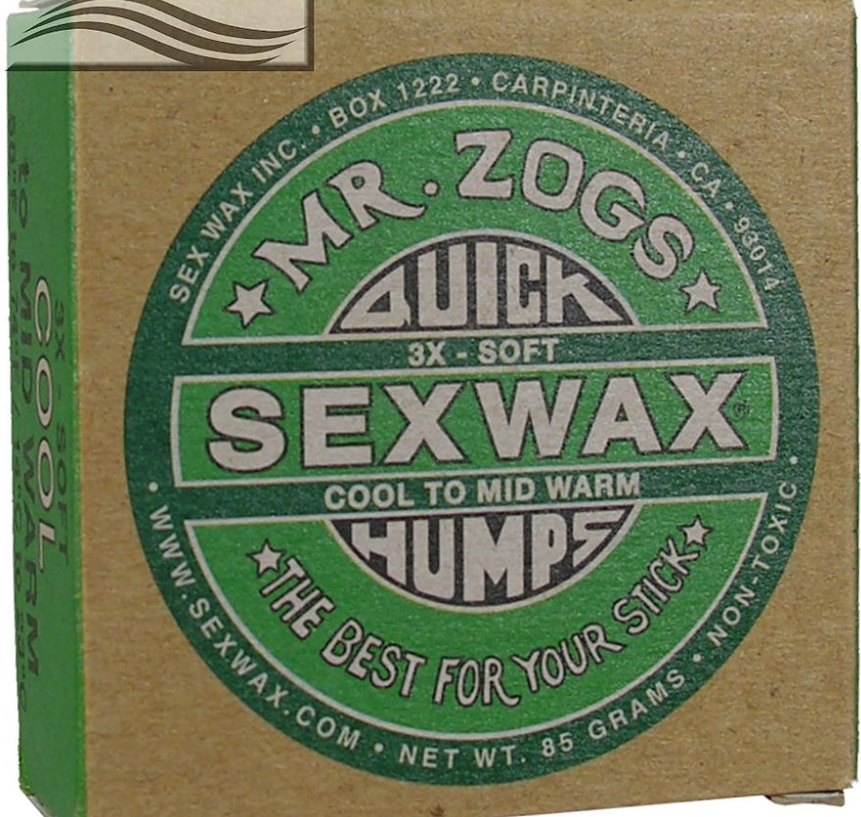 SEX WAX INC. • BOX 1222 • CARPINTERIA • CA • 93014
MR. ZOGS
QUICK
3X - SOFT
SEXWAX®
COOL TO MID WARM
HUMPS
THE BEST FOR YOUR STICK
• WWW.SEXWAX.COM • NET WT. 85 GRAMS • NON-TOXIC •
3X - SOFT
COOL
to MID WARM